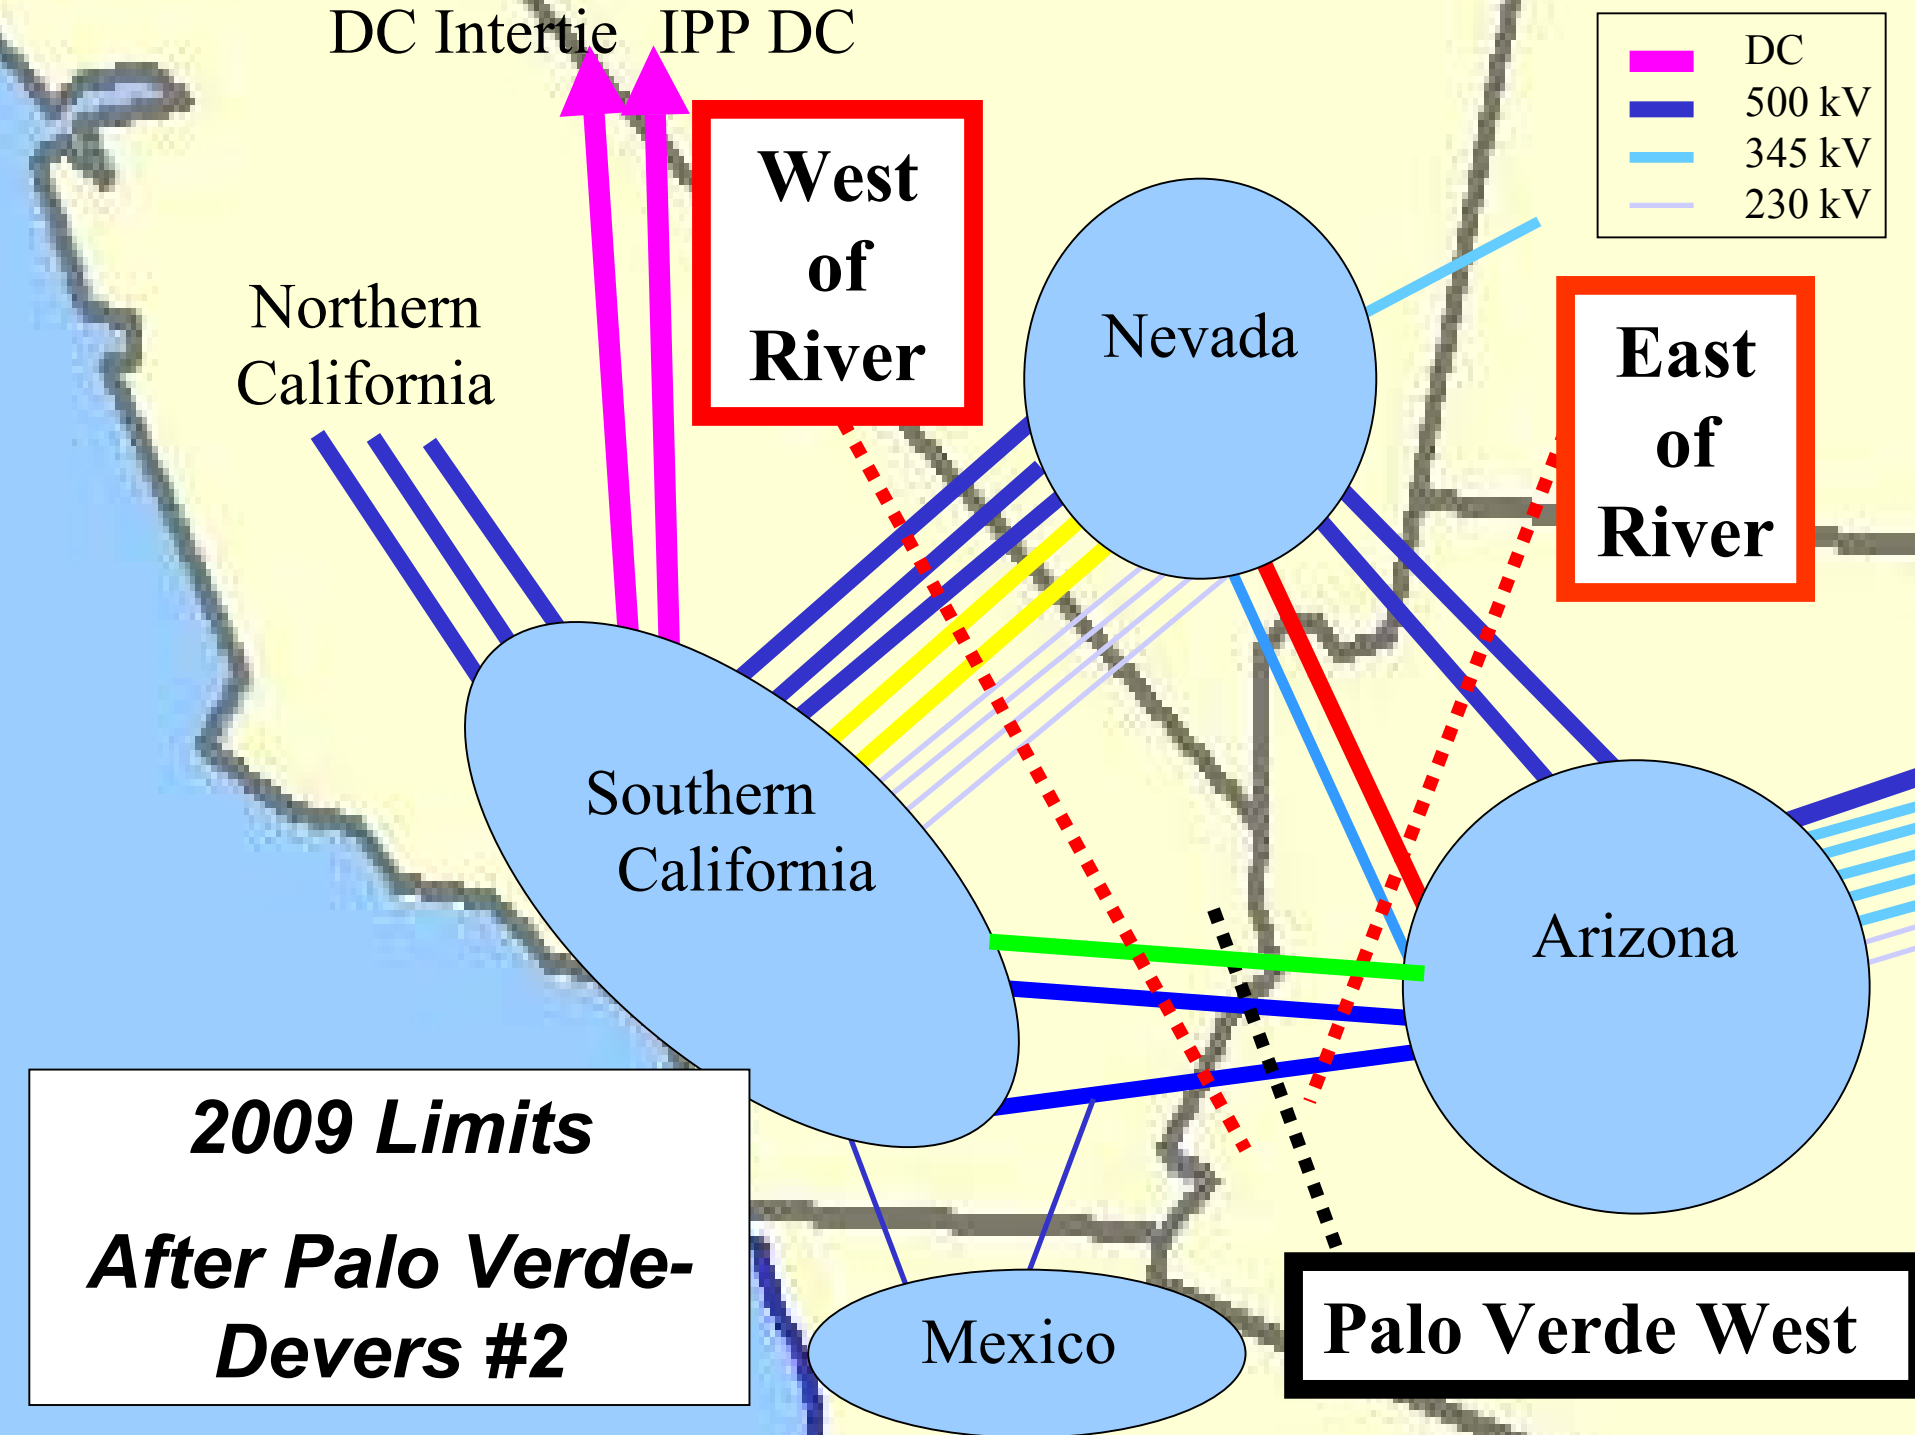 DC Intertie IPP DC
DC
500 kV
345 kV
230 kV
West
of
River
Northern
California
Nevada
East
of
River
Southern
California
Arizona
2009 Limits
After Palo Verde-
Devers #2
Mexico
Palo Verde West